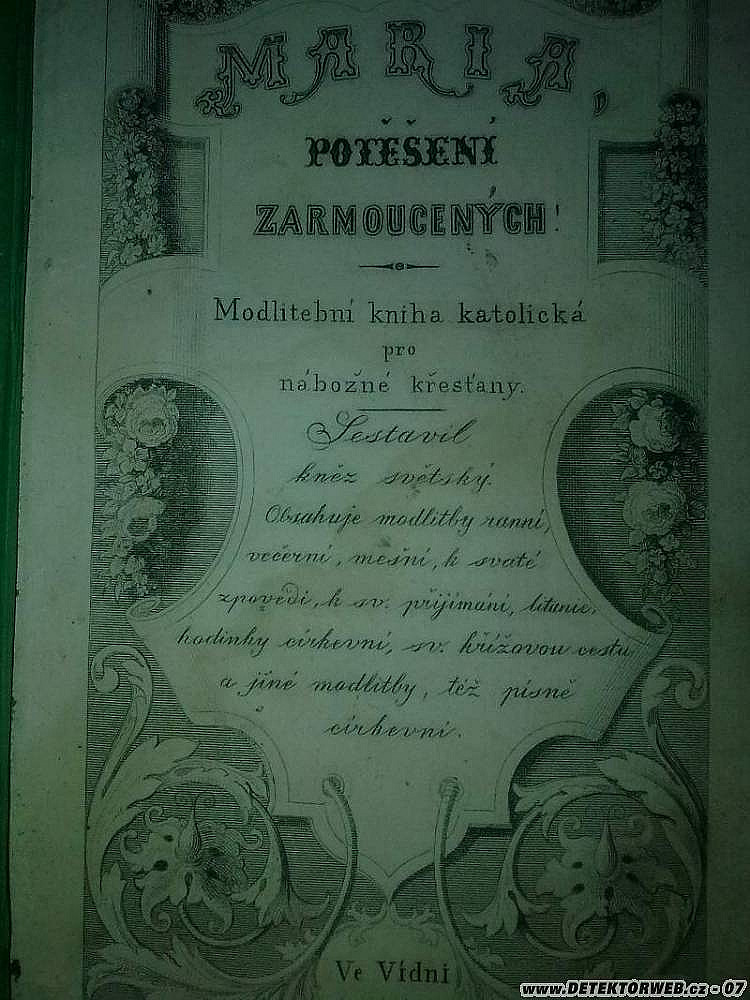 MARIA,
POTĚŠENÍ
ZARMOUCENÝCH!
Modlitební kniha katolická
pro
nábožné křesťany.
Sestavil
kněz světský.
Obsahuje modlitby ranní,
večerní, mešní, k svaté
zpovědi, k sv. přijímání, litanie,
hodinky církevní, sv. křížovou cestu
a jiné modlitby, též písně
církevní.
Ve Vídni
www.DETEKTORWEB.cz - 07